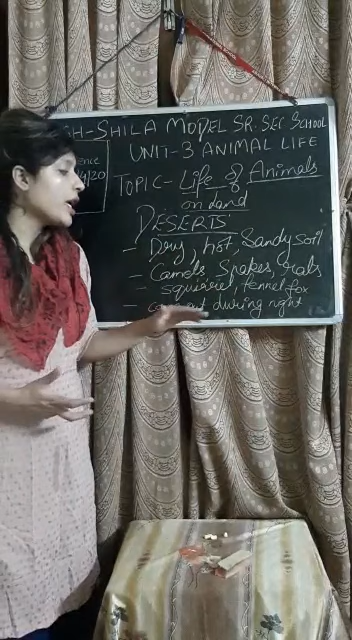 SHILA MODEL SR. SEC SCHOOL
UNIT-3 ANIMAL LIFE
TOPIC- Life of Animals
on Land
DESERTS
- Dry, hot Sandy soil
- Camels, Snakes, rats
- squirrel, fennel fox
- out during night